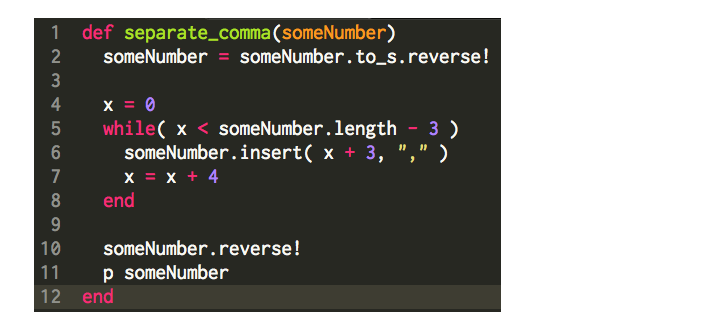 1 def separate_comma(someNumber)
2 someNumber = someNumber.to_s.reverse!
3
4 x = 0
5 while( x < someNumber.length - 3 )
6 someNumber.insert( x + 3, "," )
7 x = x + 4
8 end
9
10 someNumber.reverse!
11 p someNumber
12 end